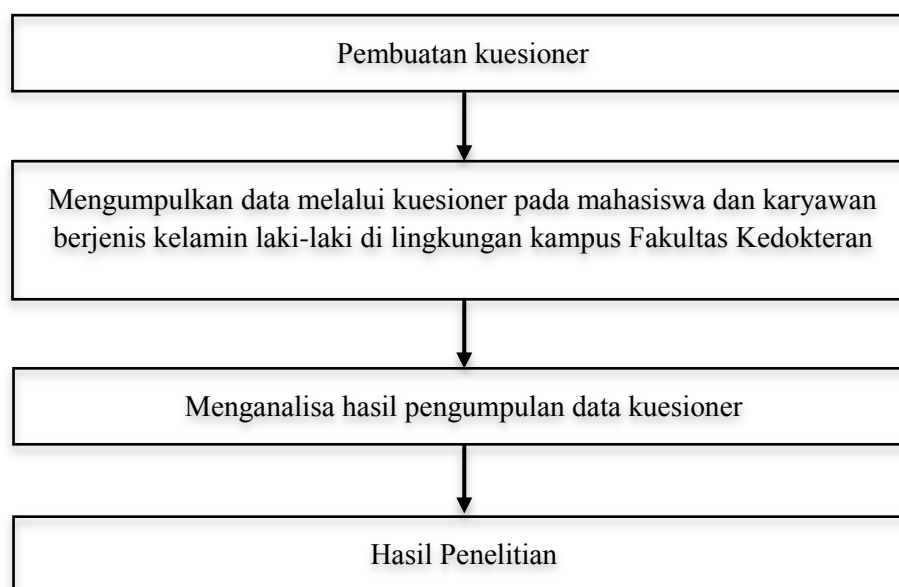 Pembuatan kuesioner
Mengumpulkan data melalui kuesioner pada mahasiswa dan karyawan
berjenis kelamin laki-laki di lingkungan kampus Fakultas Kedokteran
Menganalisa hasil pengumpulan data kuesioner
Hasil Penelitian